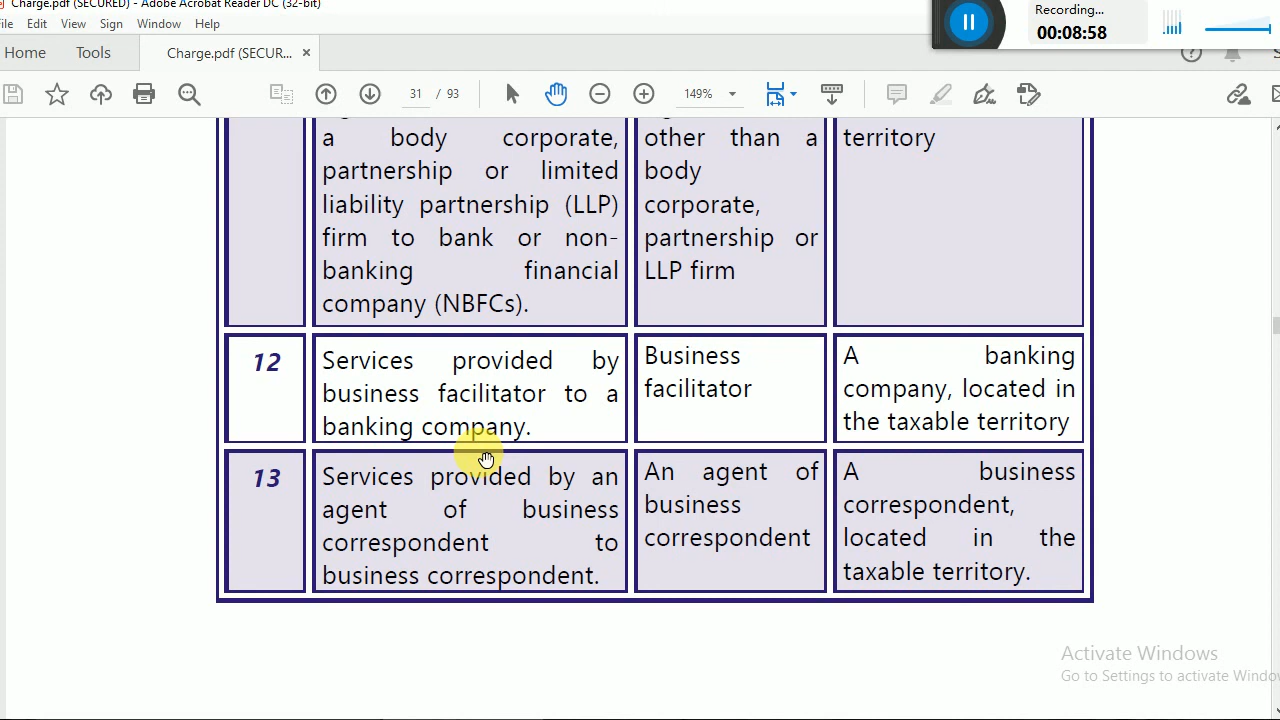 Charge.pdf (SECURED) - Adobe Acrobat Reader DC (32-bit)
File Edit View Sign Window Help
Home Tools Charge.pdf (SECUR... ×
Recording...
00:08:58
31 / 93 149%
a body corporate, partnership or limited liability partnership (LLP) firm to bank or non-banking financial company (NBFCs).
other than a body corporate, partnership or LLP firm
territory
12
Services provided by
business facilitator to a
banking company.
Business
facilitator
A banking
company, located in
the taxable territory
13
Services provided by an
agent of business
correspondent to
business correspondent.
An agent of
business
correspondent
A business
correspondent,
located in the
taxable territory.
Activate Windows
Go to Settings to activate Windo